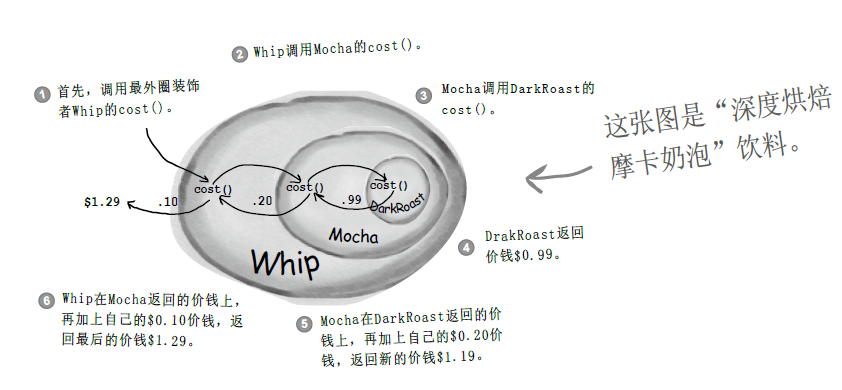 ② Whip调用Mocha的cost()。
① 首先，调用最外圈装饰
者Whip的cost()。
③ Mocha调用DarkRoast的
cost()。
这张图是“深度烘焙
摩卡奶泡”饮料。
cost()
cost()
cost()
$1.29
.10
.20
.99
DarkRoast
Mocha
Whip
④ DrakRoast返回
价钱$0.99。
⑥ Whip在Mocha返回的价钱上，
再加上自己的$0.10价钱，返
回最后的价钱$1.29。
⑤ Mocha在DarkRoast返回的价
钱上，再加上自己的$0.20价
钱，返回新的价钱$1.19。